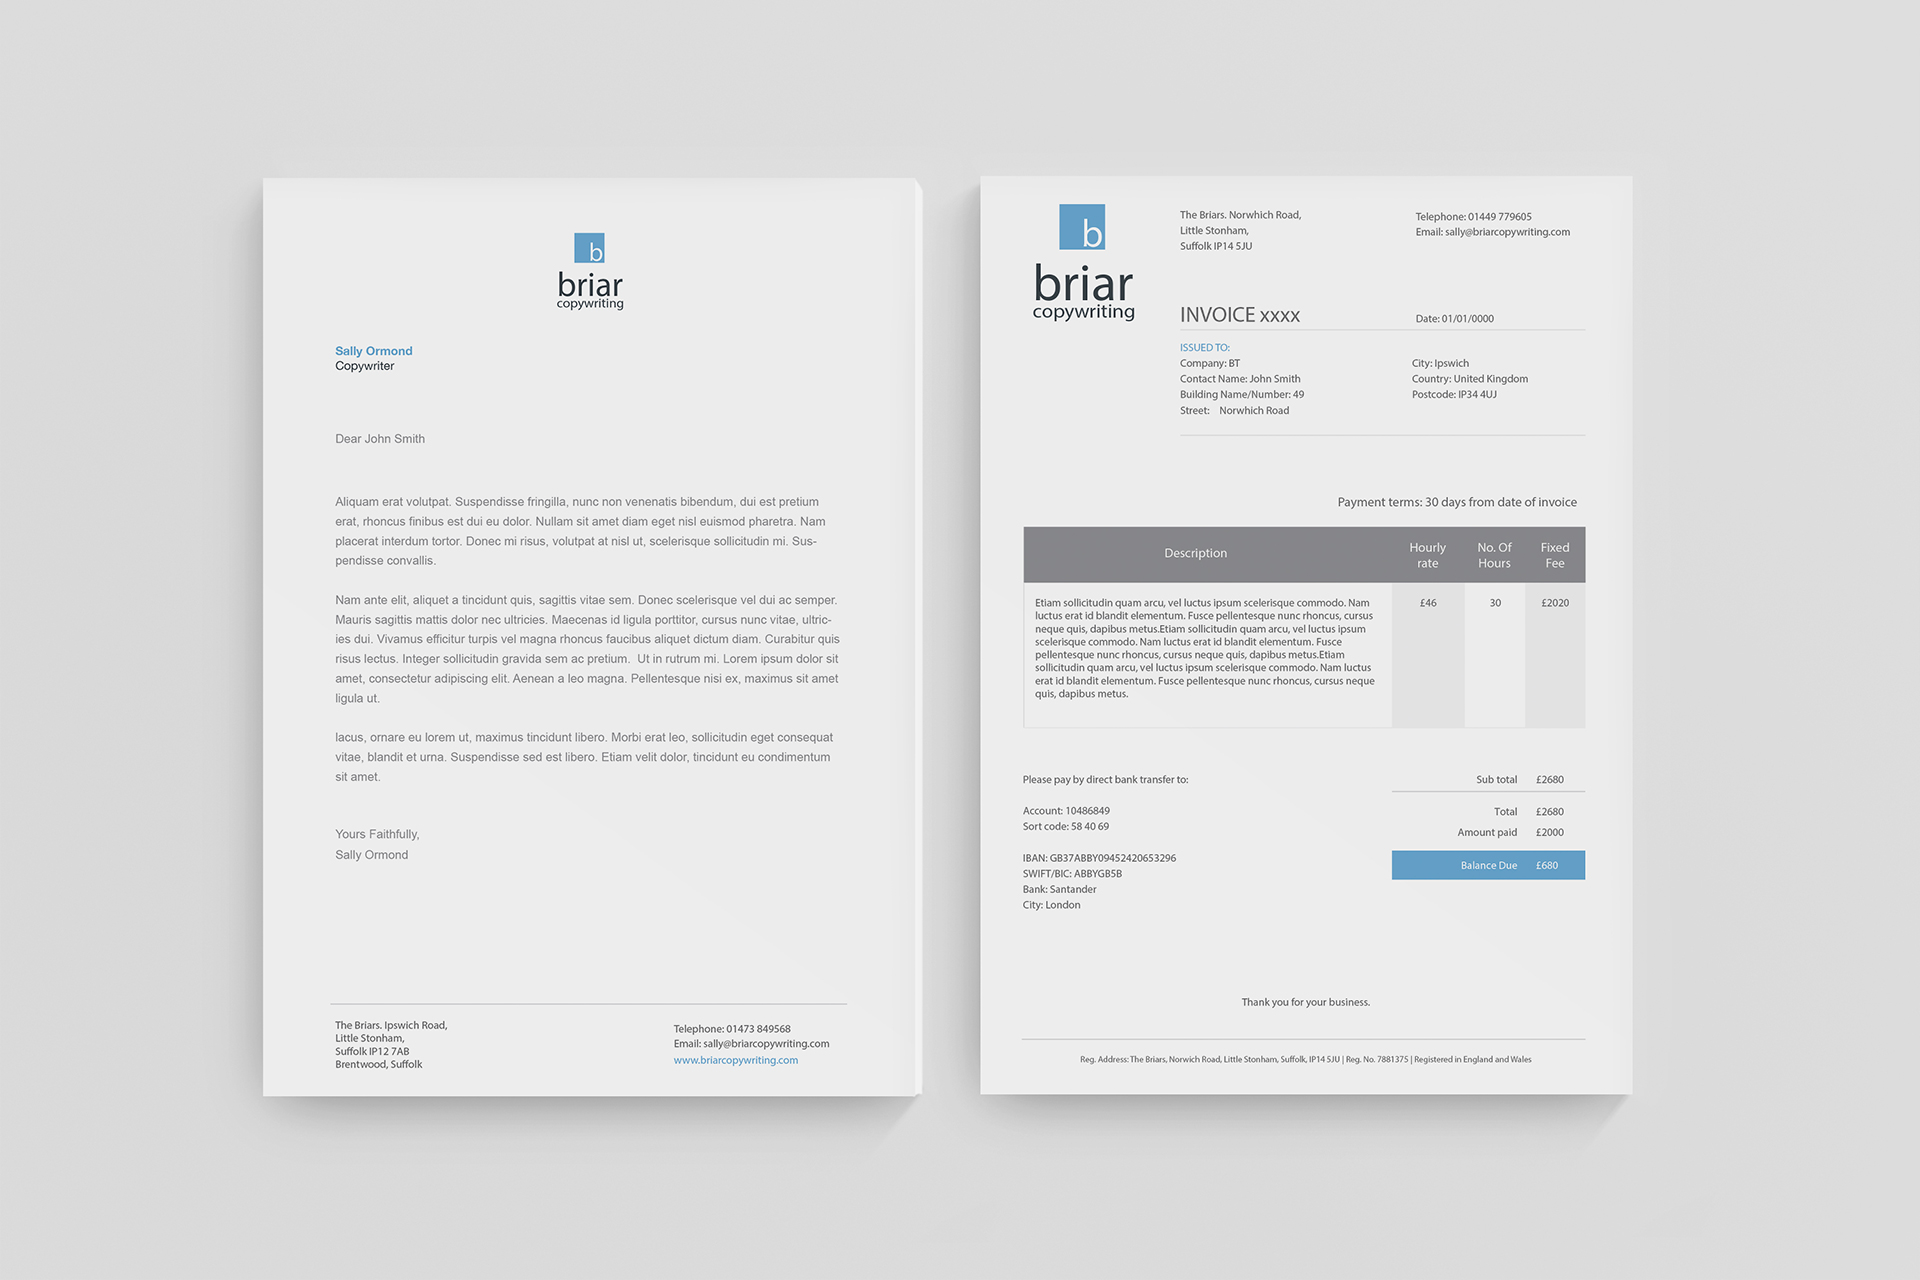 b
briar
copywriting
Sally Ormond
Copywriter
Dear John Smith
Aliquam erat volutpat. Suspendisse fringilla, nunc non venenatis bibendum, dui est pretium
erat, rhoncus finibus est dui eu dolor. Nullam sit amet diam eget nisl euismod pharetra. Nam
placerat interdum tortor. Donec mi risus, volutpat at nisl ut, scelerisque sollicitudin mi. Sus-
pendisse convallis.
Nam ante elit, aliquet a tincidunt quis, sagittis vitae sem. Donec scelerisque vel dui ac semper.
Mauris sagittis mattis dolor nec ultricies. Maecenas id ligula porttitor, cursus nunc vitae, ultric-
ies dui. Vivamus efficitur turpis vel magna rhoncus faucibus aliquet dictum diam. Curabitur quis
risus lectus. Integer sollicitudin gravida sem ac pretium.  Ut in rutrum mi. Lorem ipsum dolor sit
amet, consectetur adipiscing elit. Aenean a leo magna. Pellentesque nisi ex, maximus sit amet
ligula ut.
lacus, ornare eu lorem ut, maximus tincidunt libero. Morbi erat leo, sollicitudin eget consequat
vitae, blandit et urna. Suspendisse sed est libero. Etiam velit dolor, tincidunt eu condimentum
sit amet.
Yours Faithfully,
Sally Ormond
The Briars. Ipswich Road,
Little Stonham,
Suffolk IP12 7AB
Brentwood, Suffolk
Telephone: 01473 849568
Email: sally@briarcopywriting.com
www.briarcopywriting.com
b
briar
copywriting
The Briars. Norwhich Road,
Little Stonham,
Suffolk IP14 5JU
Telephone: 01449 779605
Email: sally@briarcopywriting.com
INVOICE xxxx
Date: 01/01/0000
ISSUED TO:
Company: BT
Contact Name: John Smith
Building Name/Number: 49
Street: Norwhich Road
City: Ipswich
Country: United Kingdom
Postcode: IP34 4UJ
Payment terms: 30 days from date of invoice
Description
Hourly
rate
No. Of
Hours
Fixed
Fee
Etiam sollicitudin quam arcu, vel luctus ipsum scelerisque commodo. Nam
luctus erat id blandit elementum. Fusce pellentesque nunc rhoncus, cursus
neque quis, dapibus metus.Etiam sollicitudin quam arcu, vel luctus ipsum
scelerisque commodo. Nam luctus erat id blandit elementum. Fusce
pellentesque nunc rhoncus, cursus neque quis, dapibus metus.Etiam
sollicitudin quam arcu, vel luctus ipsum scelerisque commodo. Nam luctus
erat id blandit elementum. Fusce pellentesque nunc rhoncus, cursus neque
quis, dapibus metus.
£46
30
£2020
Please pay by direct bank transfer to:
Account: 10486849
Sort code: 58 40 69
IBAN: GB37ABBY09452420653296
SWIFT/BIC: ABBYGB5B
Bank: Santander
City: London
Sub total £2680
Total £2680
Amount paid £2000
Balance Due £680
Thank you for your business.
Reg. Address: The Briars, Norwich Road, Little Stonham, Suffolk, IP14 5JU | Reg. No. 7881375 | Registered in England and Wales